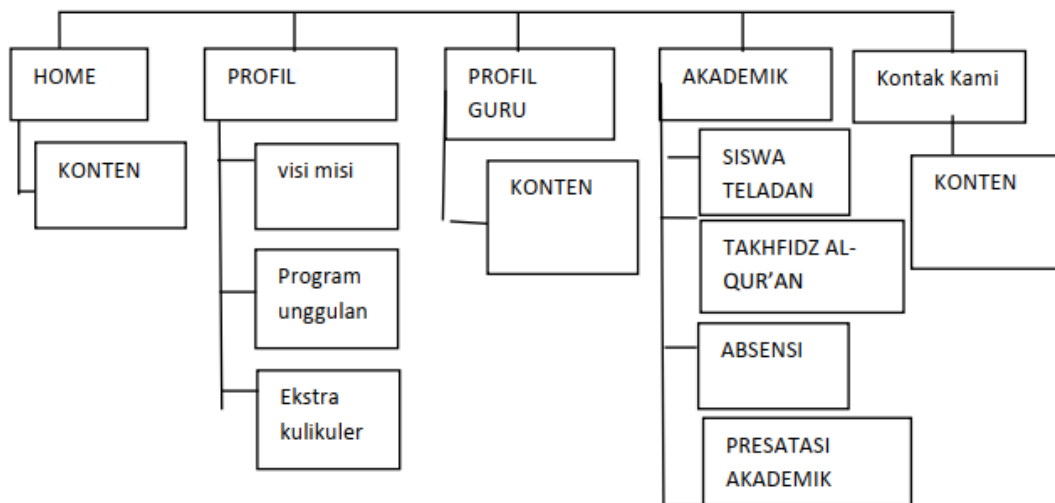 HOME
KONTEN
PROFIL
visi misi
Program
unggulan
Ekstra
kulikuler
PROFIL
GURU
KONTEN
AKADEMIK
SISWA
TELADAN
TAKHFIDZ AL-
QUR’AN
ABSENSI
PRESATASI
AKADEMIK
Kontak Kami
KONTEN